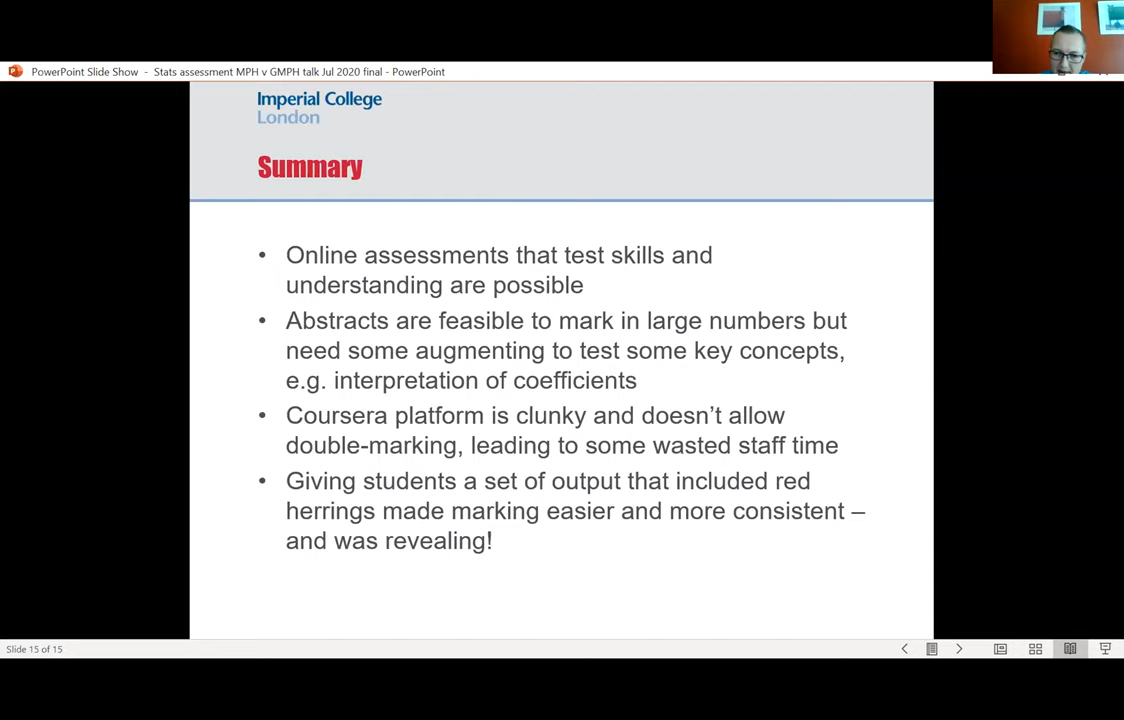 PowerPoint Slide Show - Stats assessment MPH v GMPH talk Jul 2020 final - PowerPoint
Imperial College
London
Summary
• Online assessments that test skills and
understanding are possible
• Abstracts are feasible to mark in large numbers but
need some augmenting to test some key concepts,
e.g. interpretation of coefficients
• Coursera platform is clunky and doesn’t allow
double-marking, leading to some wasted staff time
• Giving students a set of output that included red
herrings made marking easier and more consistent –
and was revealing!
Slide 15 of 15